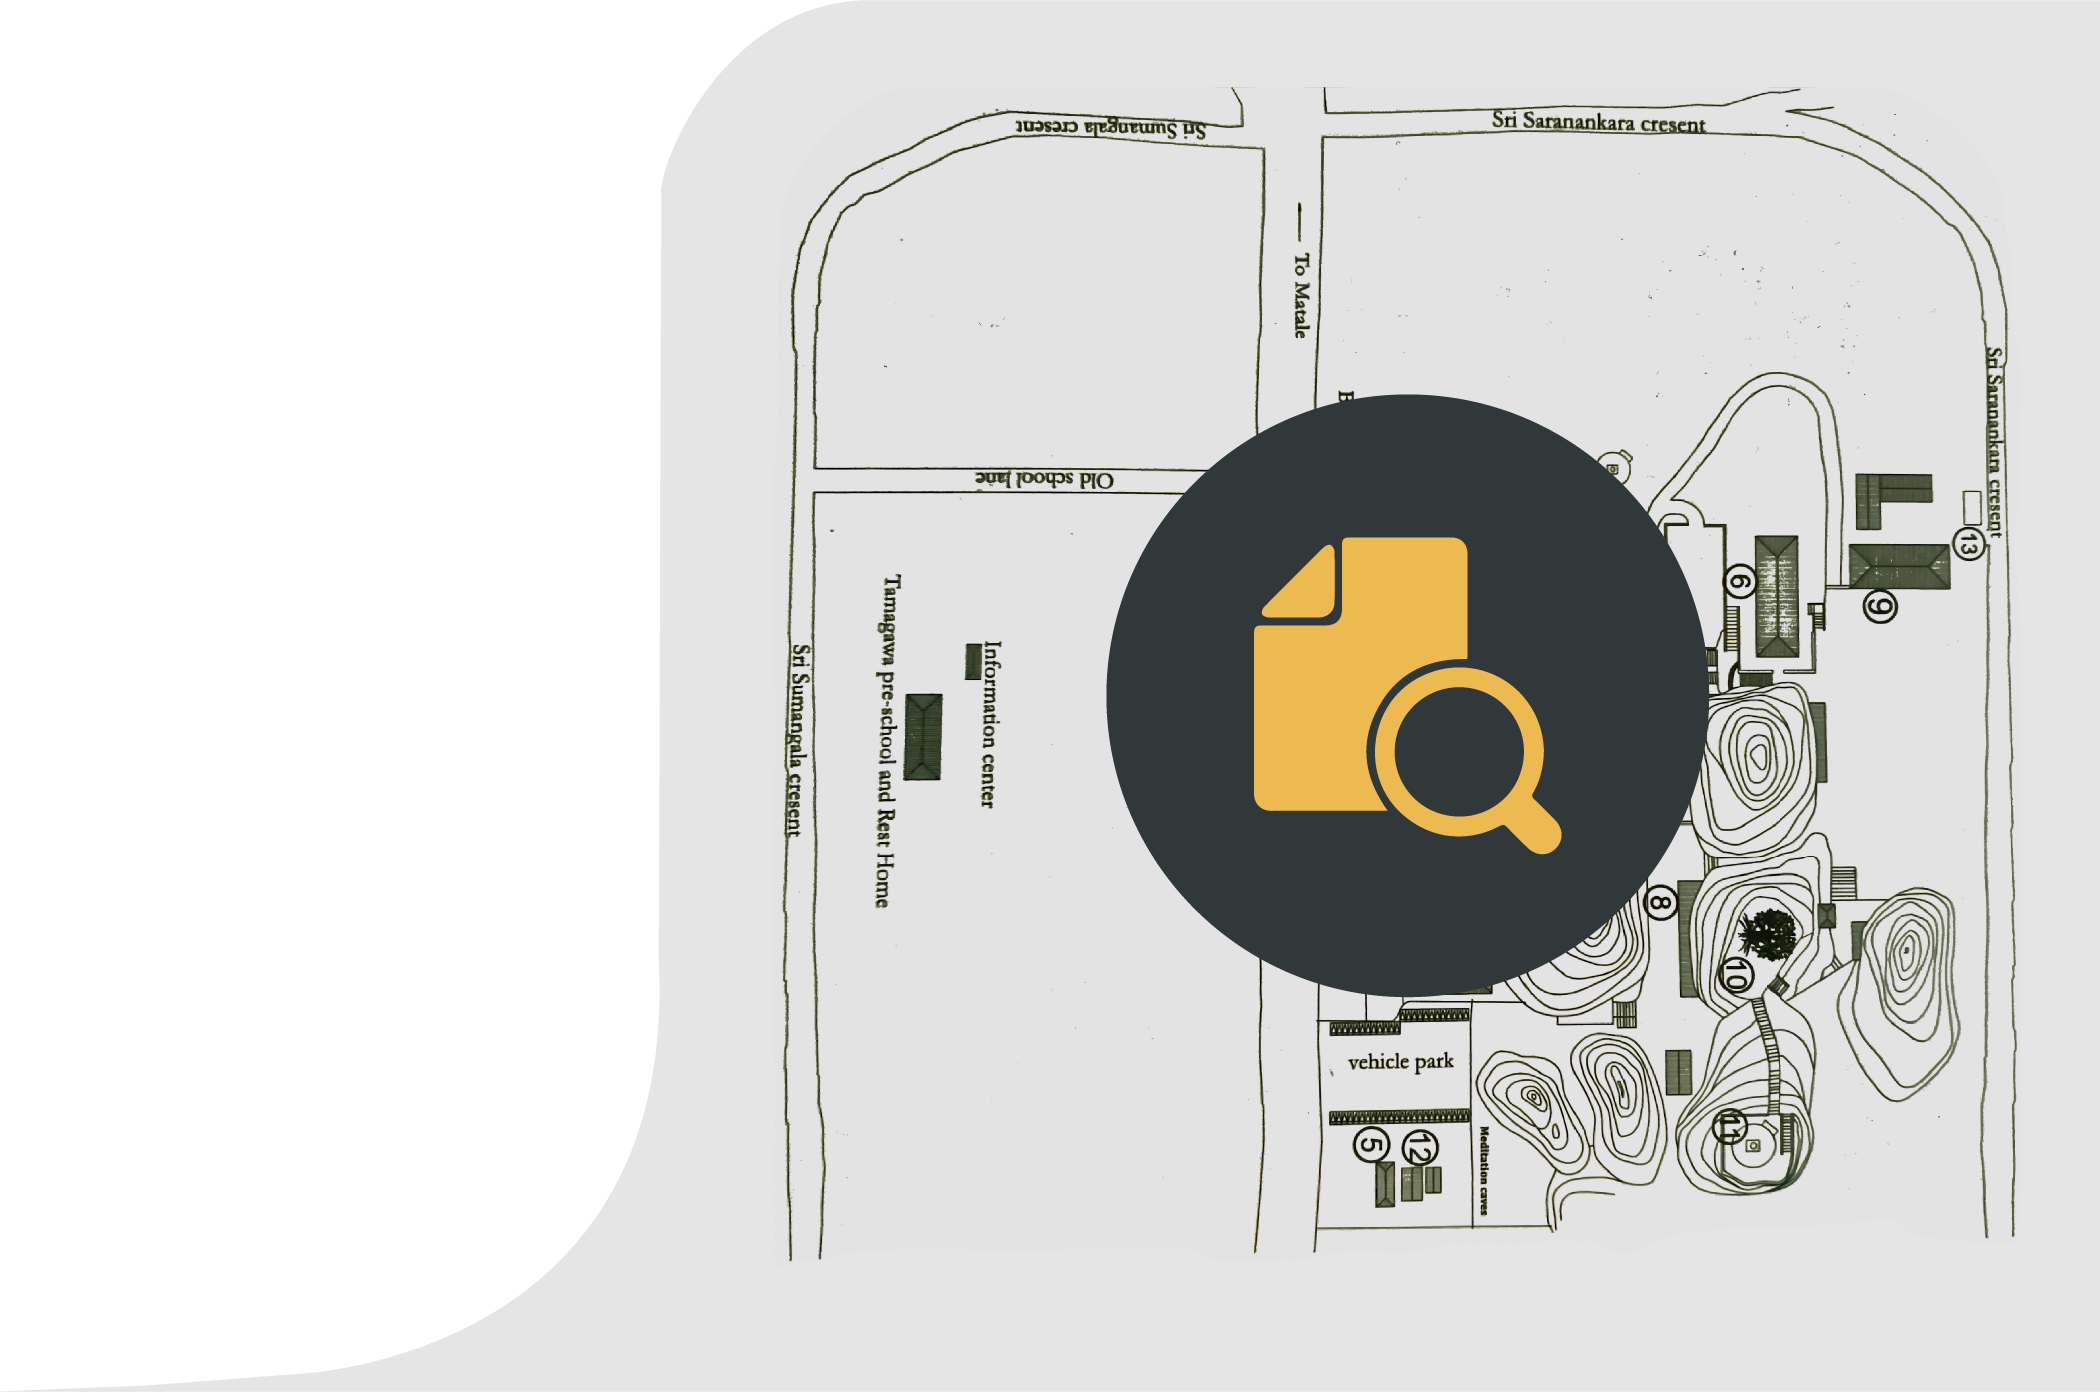 Sri Sumangala cresent
Sri Saranankara cresent
To Matale
Sri Saranankara cresent
Old school lane
13
6
9
Tamagawa pre-school and Rest Home
Information center
Sri Sumangala cresent
8
10
vehicle park
5
12
11
Meditation caves